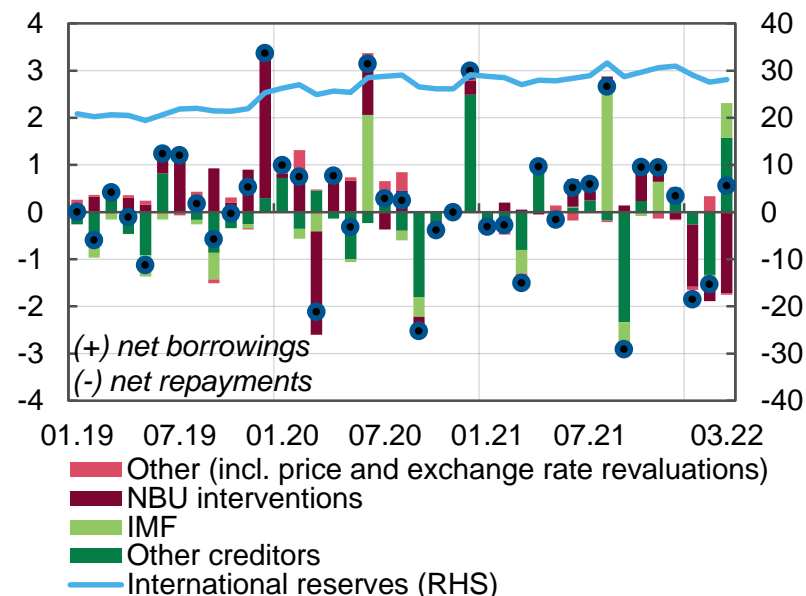 4 40
3 30
2 20
1 10
0 0
-1 -10
-2 -20
(+) net borrowings
-3 -30
(-) net repayments
-4 -40
01.19 07.19 01.20 07.20 01.21 07.21 03.22
Other (incl. price and exchange rate revaluations)
NBU interventions
IMF
Other creditors
International reserves (RHS)